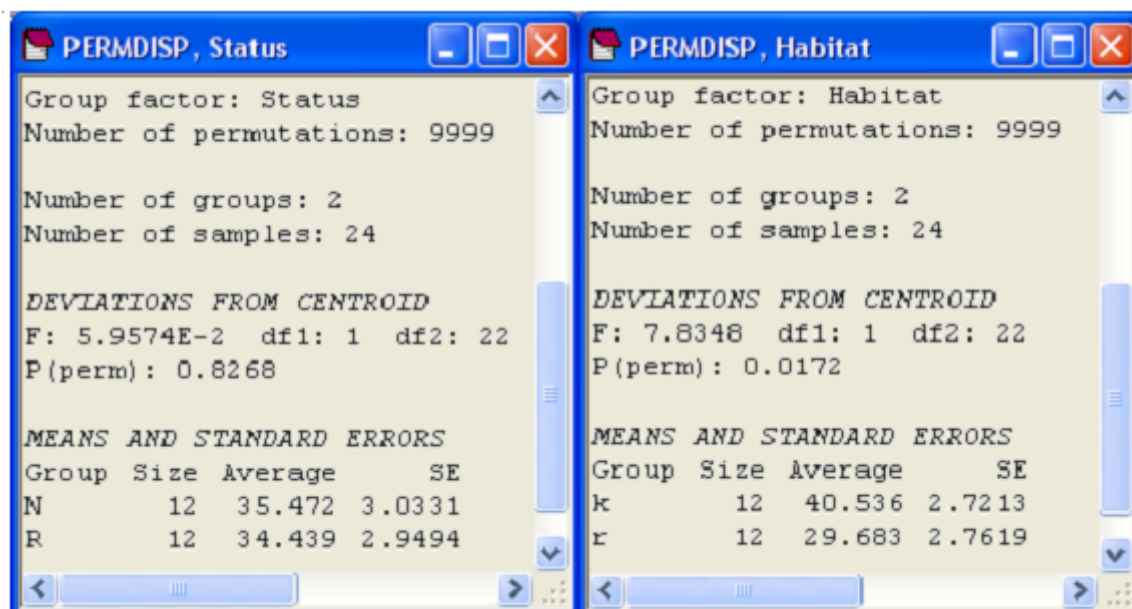 PERMDISP, Status
Group factor: Status
Number of permutations: 9999
Number of groups: 2
Number of samples: 24
DEVIATIONS FROM CENTROID
F: 5.9574E-2 df1: 1 df2: 22
P(perm): 0.8268
MEANS AND STANDARD ERRORS
Group Size Average SE
N 12 35.472 3.0331
R 12 34.439 2.9494
PERMDISP, Habitat
Group factor: Habitat
Number of permutations: 9999
Number of groups: 2
Number of samples: 24
DEVIATIONS FROM CENTROID
F: 7.8348 df1: 1 df2: 22
P(perm): 0.0172
MEANS AND STANDARD ERRORS
Group Size Average SE
k 12 40.536 2.7213
r 12 29.683 2.7619